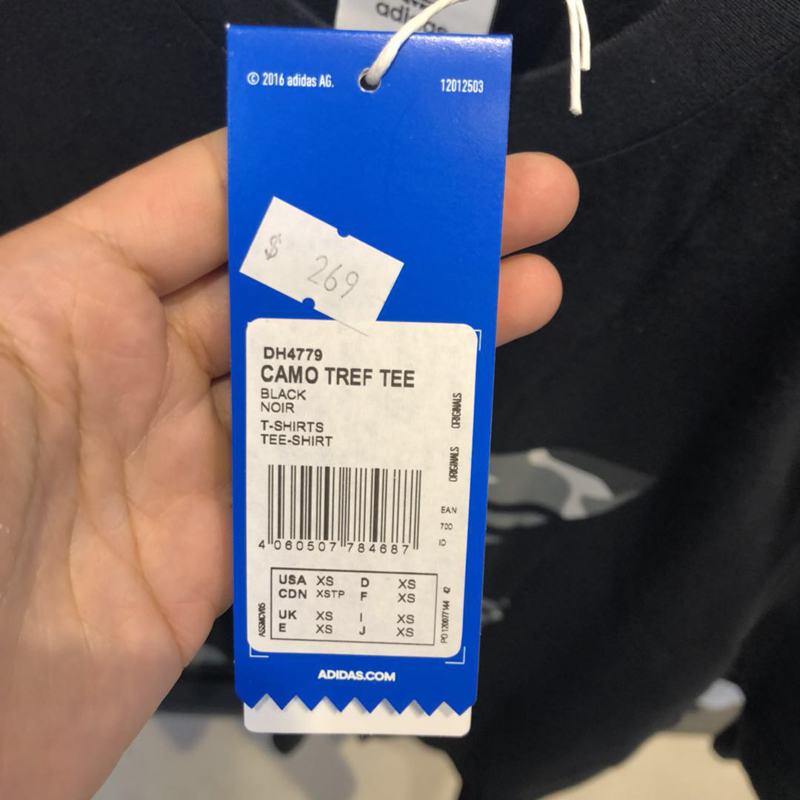 adidas
© 2016 adidas AG.
12012503
$ 269
DH4779
CAMO TREF TEE
BLACK
NOIR
T-SHIRTS
TEE-SHIRT
ORIGINALS
ORIGINALS
EAN
700
ID
4 060507 784687
USA XS D XS
CDN XSTP F XS
UK XS I XS
E XS J XS
ADIDAS.COM